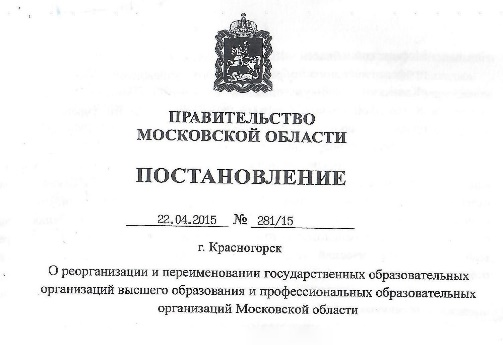 ПРАВИТЕЛЬСТВО
МОСКОВСКОЙ ОБЛАСТИ
ПОСТАНОВЛЕНИЕ
22.04.2015 № 281/15
г. Красногорск
О реорганизации и переименовании государственных образовательных
организаций высшего образования и профессиональных образовательных
организаций Московской области